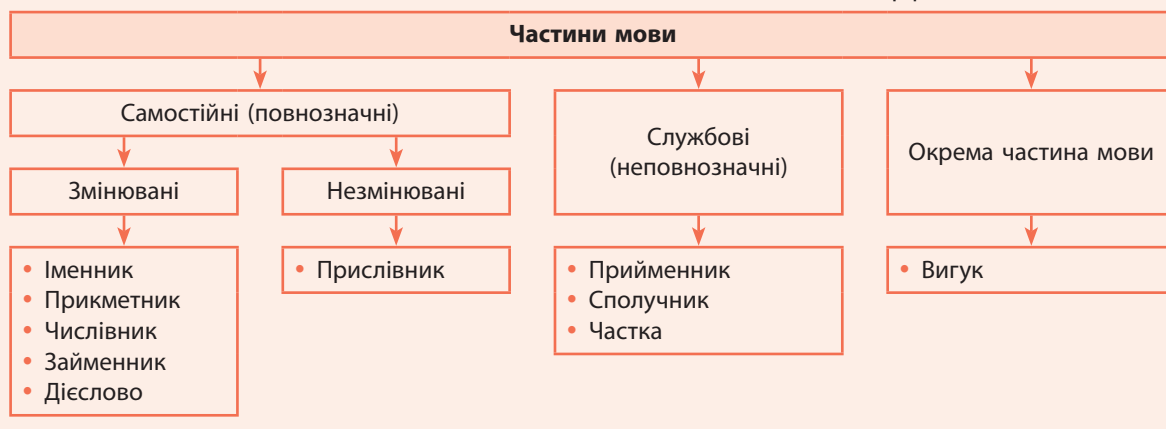 Частини мови
Самостійні (повнозначні)
Службові
(неповнозначні)
Окрема частина мови
Змінювані
Незмінювані
• Іменник
• Прикметник
• Числівник
• Займенник
• Дієслово
• Прислівник
• Прийменник
• Сполучник
• Частка
• Вигук